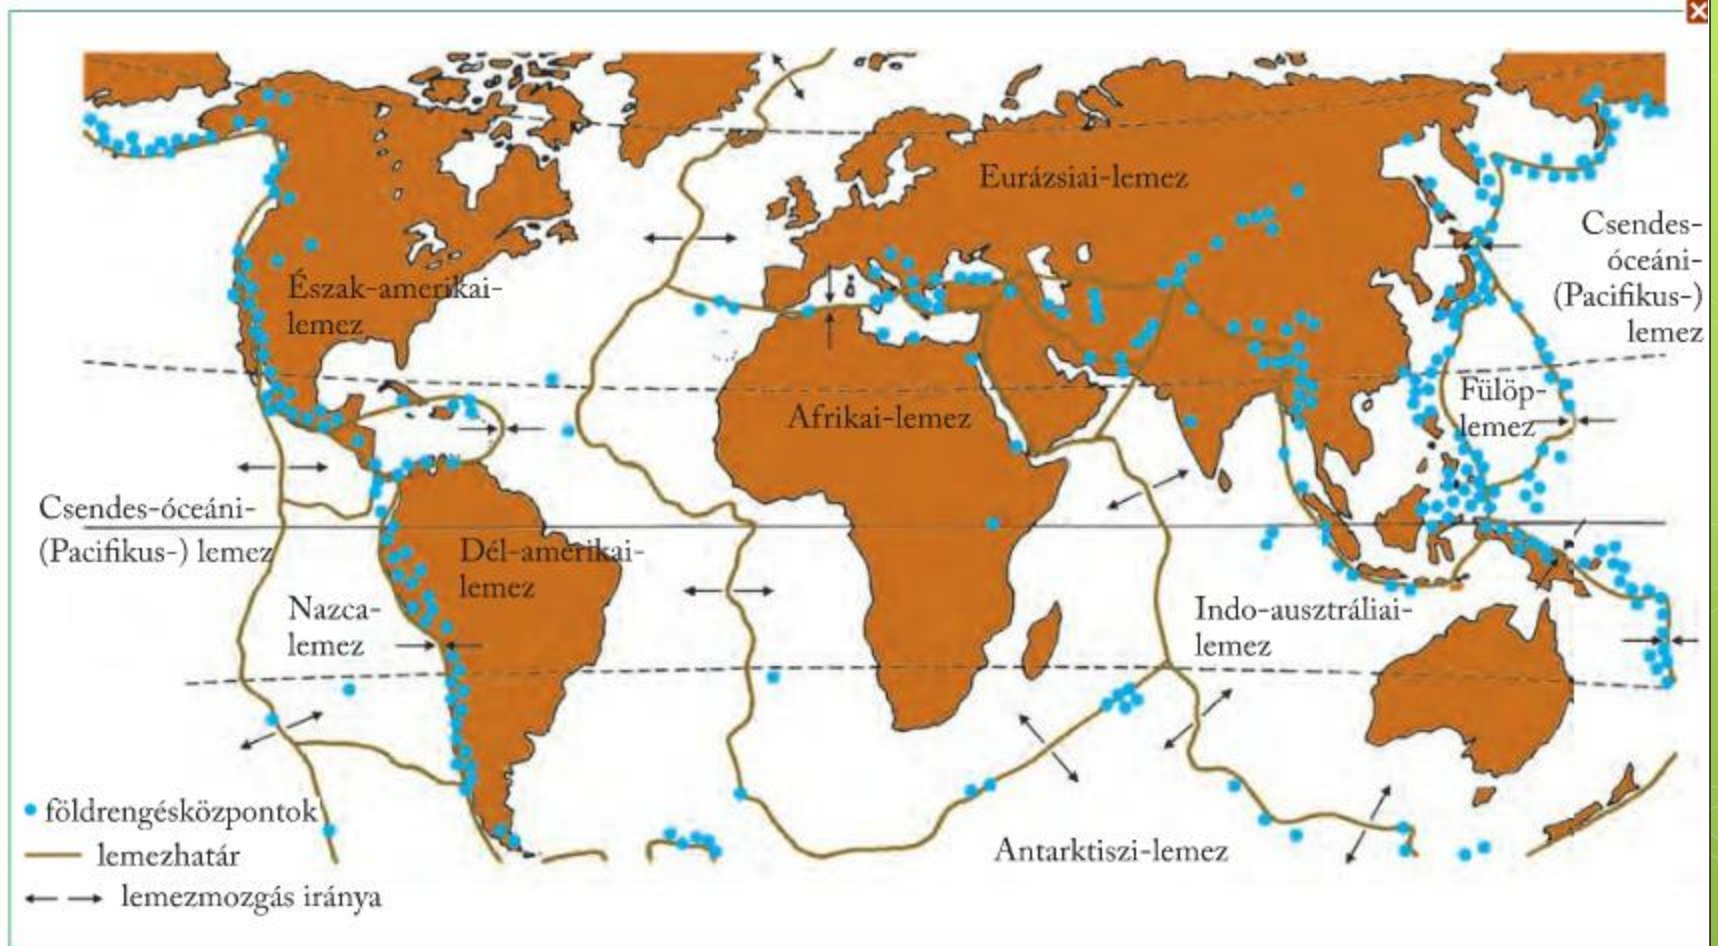 Eurázsiai-lemez
Csendes-
óceáni-
(Pacifikus-)
lemez
Észak-amerikai-
lemez
Afrikai-lemez
Fülöp-
lemez
Csendes-óceáni-
(Pacifikus-) lemez
Dél-amerikai-
lemez
Nazca-
lemez
Indo-ausztráliai-
lemez
Antarktiszi-lemez
földrengésközpontok
lemezhatár
lemezmozgás iránya